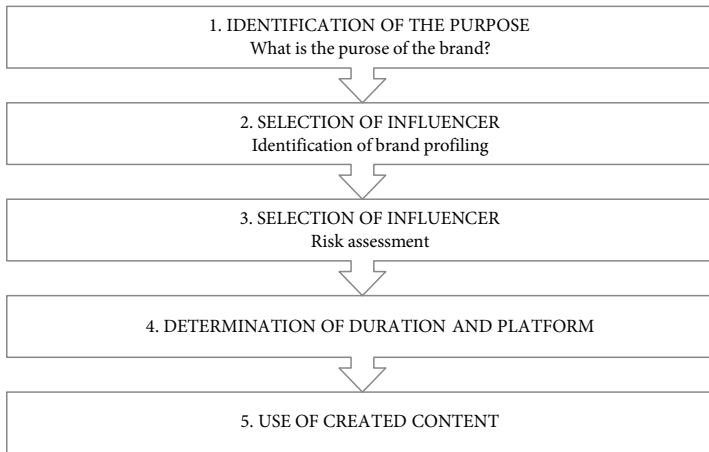 1. IDENTIFICATION OF THE PURPOSE
What is the purose of the brand?
2. SELECTION OF INFLUENCER
Identification of brand profiling
3. SELECTION OF INFLUENCER
Risk assessment
4. DETERMINATION OF DURATION AND PLATFORM
5. USE OF CREATED CONTENT